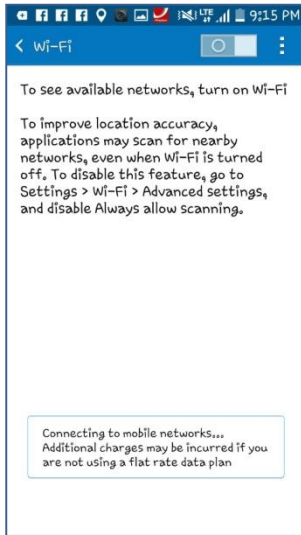 LTE 9:15 PM
< Wi-Fi
To see available networks, turn on Wi-Fi
To improve location accuracy,
applications may scan for nearby
networks, even when Wi-Fi is turned
off. To disable this feature, go to
Settings > Wi-Fi > Advanced settings,
and disable Always allow scanning.
Connecting to mobile networks...
Additional charges may be incurred if you
are not using a flat rate data plan